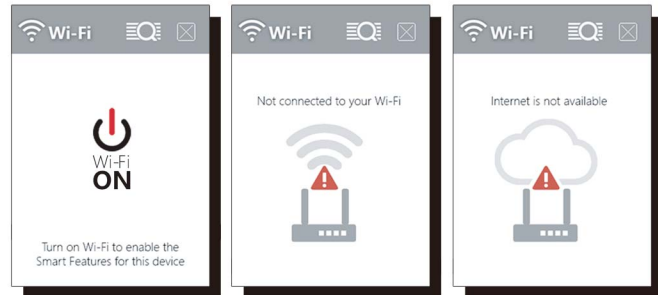 Wi-Fi
Wi-Fi
ON
Turn on Wi-Fi to enable the
Smart Features for this device
Wi-Fi
Not connected to your Wi-Fi
Wi-Fi
Internet is not available